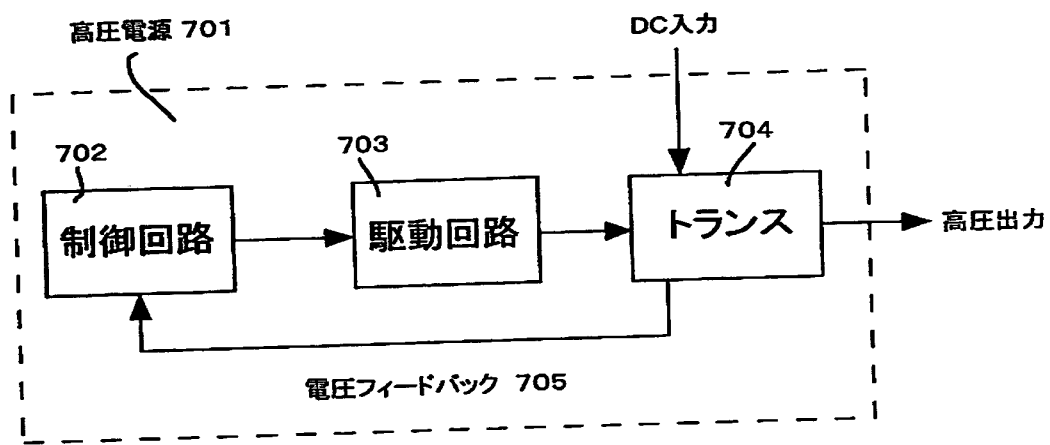 高圧電源 701
DC入力
702
703
704
制御回路
駆動回路
トランス
高圧出力
電圧フィードバック 705